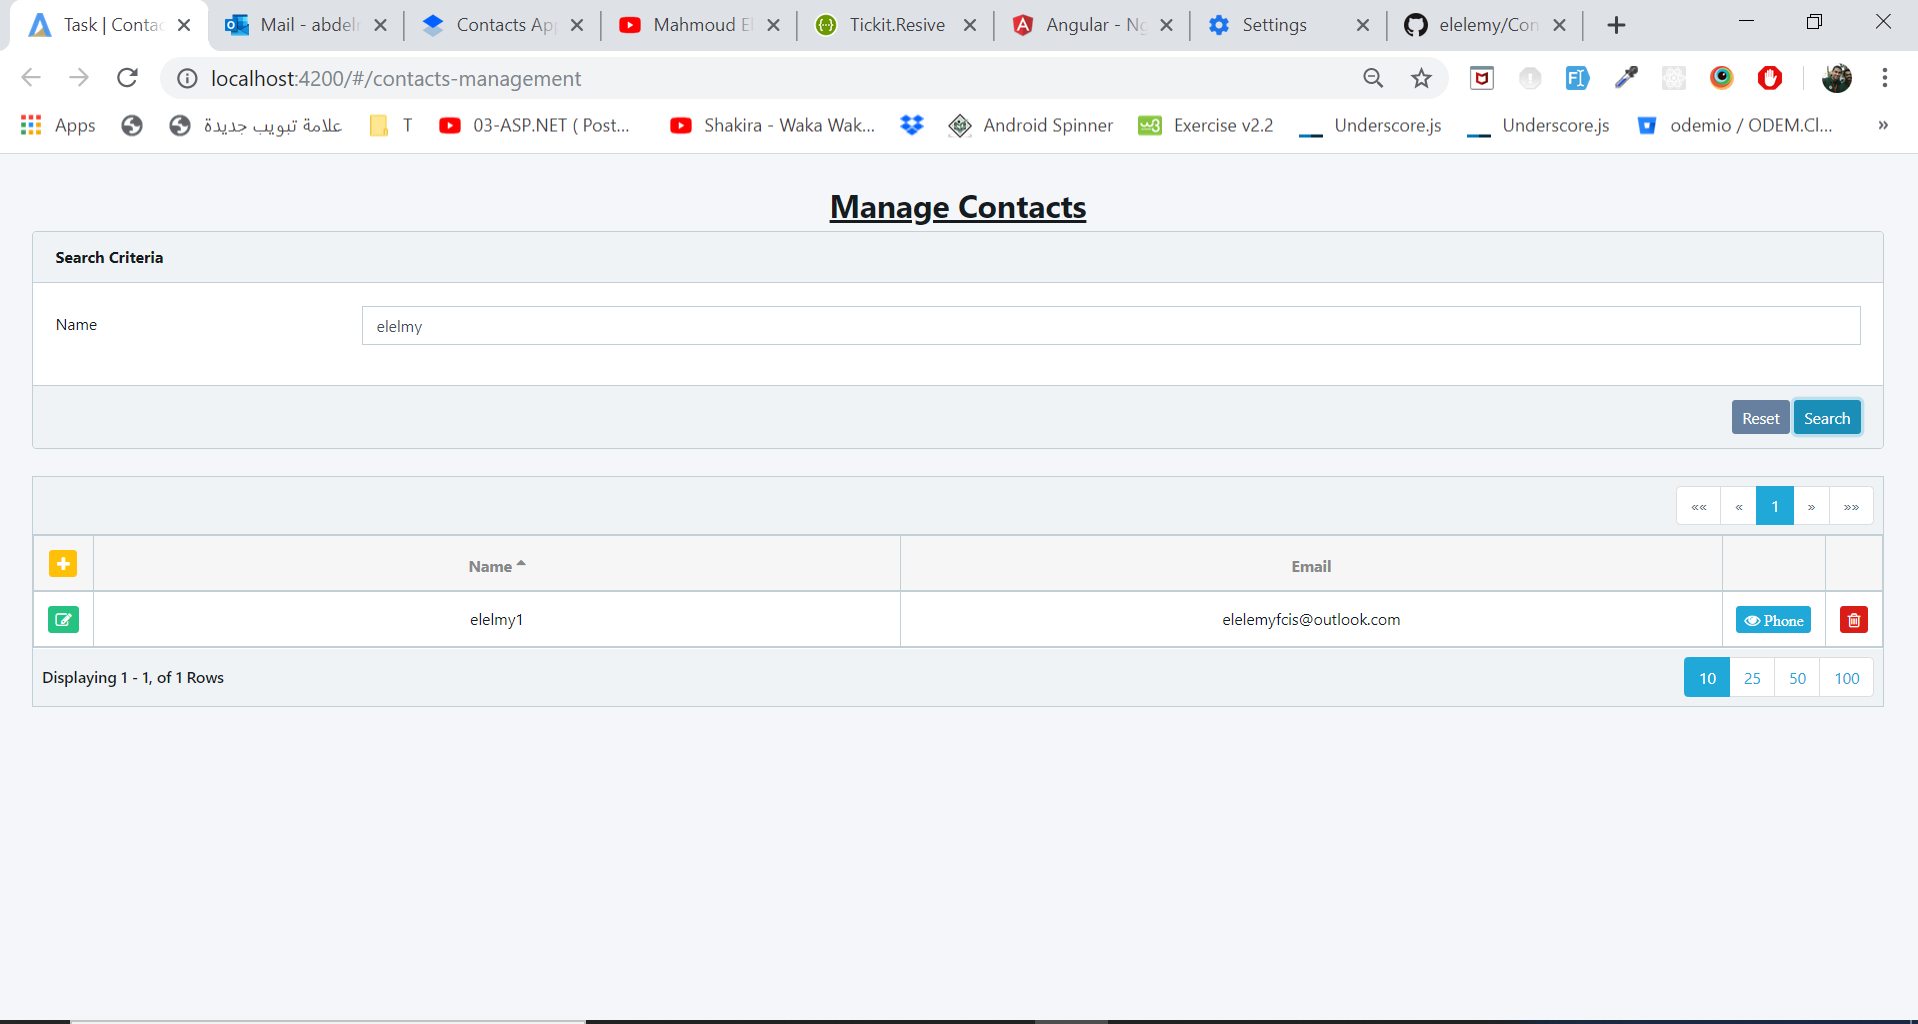 Task | Contac
Mail - abdelr
Contacts App
Mahmoud El
Tickit.Resive
Angular - Ng
Settings
elelemy/Con
localhost:4200/#/contacts-management
Apps
علامة تبويب جديدة
T
03-ASP.NET ( Post...
Shakira - Waka Wak...
Android Spinner
Exercise v2.2
Underscore.js
Underscore.js
odemio / ODEM.Cl...
»
Manage Contacts
Search Criteria
Name
elelmy
Reset Search
«« « 1 » »»
Name Email
elelmy1 elelemyfcis@outlook.com Phone
Displaying 1 - 1, of 1 Rows
10 25 50 100